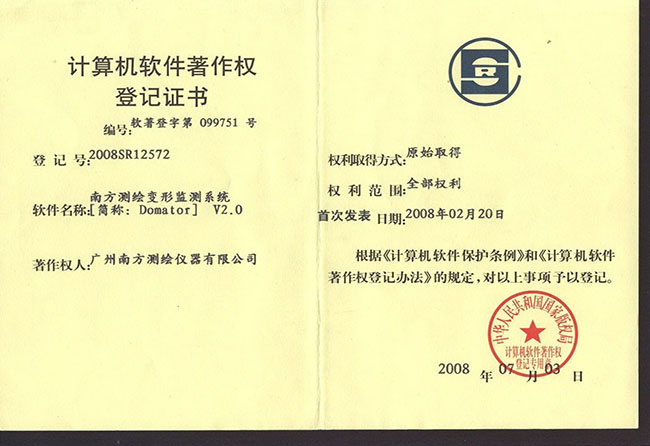 计算机软件著作权
登记证书
编号:软著登字第 099751 号
登 记 号:2008SR12572
南方测绘变形监测系统
软件名称:[简称: Domator] V2.0
著作权人:广州南方测绘仪器有限公司
SR
权利取得方式:原始取得
权 利 范 围:全部权利
首次发表 日期:2008年02月20日
根据《计算机软件保护条例》和《计算机软件
著作权登记办法》的规定,对以上事项予以登记。
中华人民共和国国家版权局
计算机软件著作权
登记专用章
2008 年 07 月 03 日